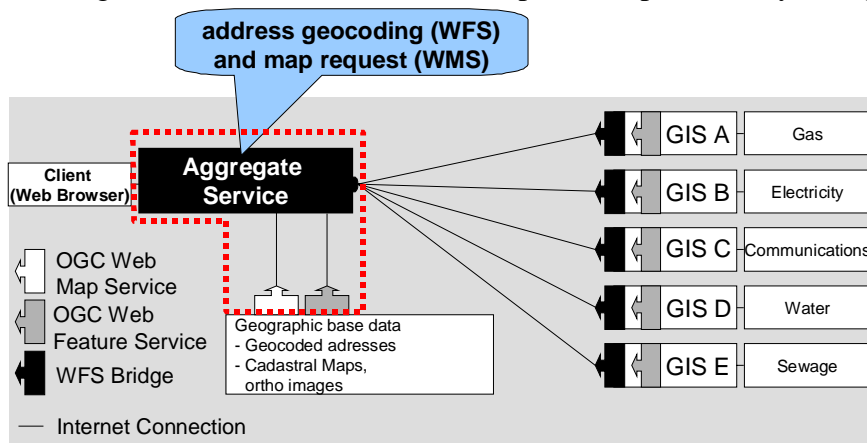 address geocoding (WFS)
and map request (WMS)
Client
(Web Browser)
Aggregate
Service
GIS A
Gas
GIS B
Electricity
GIS C
Communications
GIS D
Water
GIS E
Sewage
OGC Web
Map Service
OGC Web
Feature Service
WFS Bridge
Internet Connection
Geographic base data
- Geocoded adresses
- Cadastral Maps,
ortho images